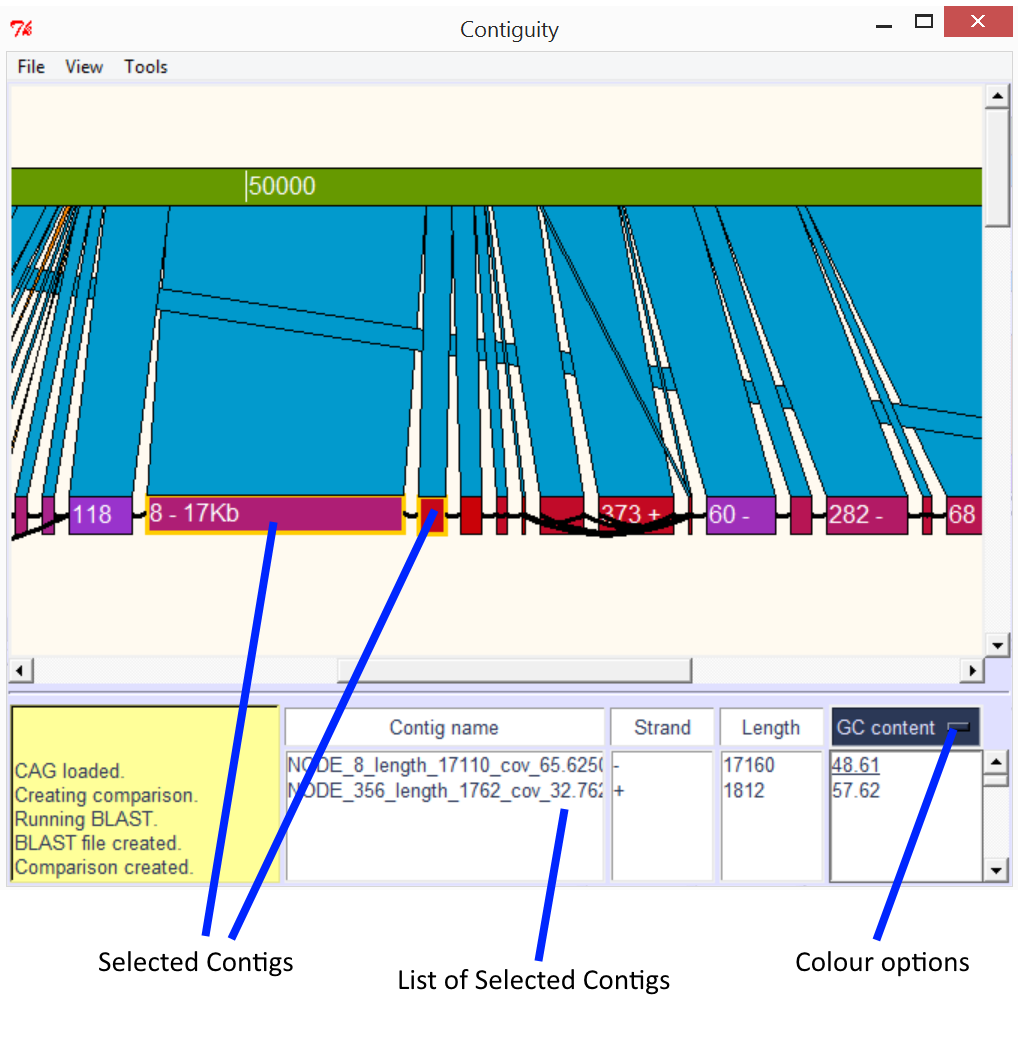 Contiguity
File View Tools
50000
118 8 - 17Kb 373 + 60 - 282 - 68
Contig name Strand Length GC content
CAG loaded.
Creating comparison.
Running BLAST.
BLAST file created.
Comparison created.
NODE_8_length_17110_cov_65.6250 - 17160 48.61
NODE_356_length_1762_cov_32.762 + 1812 57.62
Selected Contigs
List of Selected Contigs
Colour options